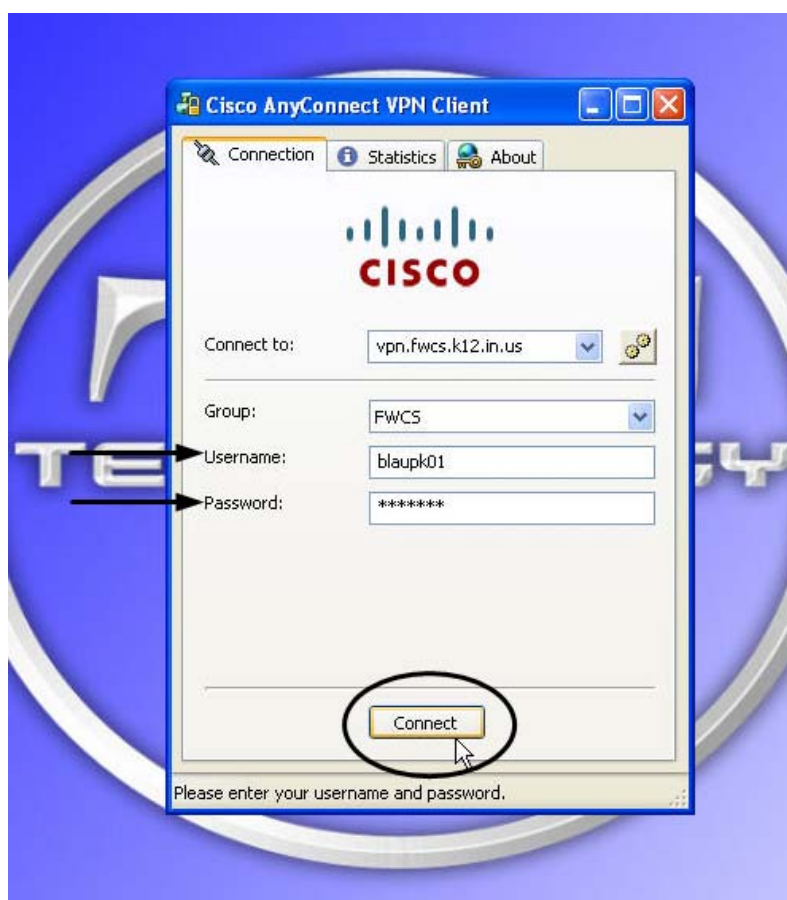 Cisco AnyConnect VPN Client
Connection Statistics About
CISCO
Connect to: vpn.fwcs.k12.in.us
Group: FWCS
Username: blaupk01
Password: *******
Connect
Please enter your username and password.